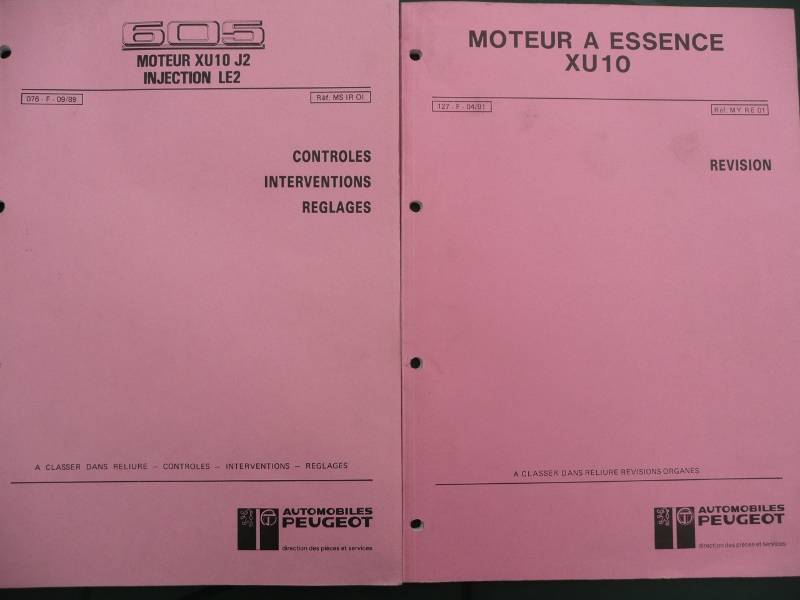 605
MOTEUR XU10 J2
INJECTION LE2
076 - F - 09/89
Réf. MS IR OI
CONTROLES
INTERVENTIONS
REGLAGES
A CLASSER DANS RELIURE – CONTROLES – INTERVENTIONS – REGLAGES
AUTOMOBILES
PEUGEOT
direction des pièces et services
MOTEUR A ESSENCE
XU10
127 - F - 04/91
Réf. MY RE 01
REVISION
A CLASSER DANS RELIURE REVISIONS ORGANES
AUTOMOBILES
PEUGEOT
direction des pièces et services